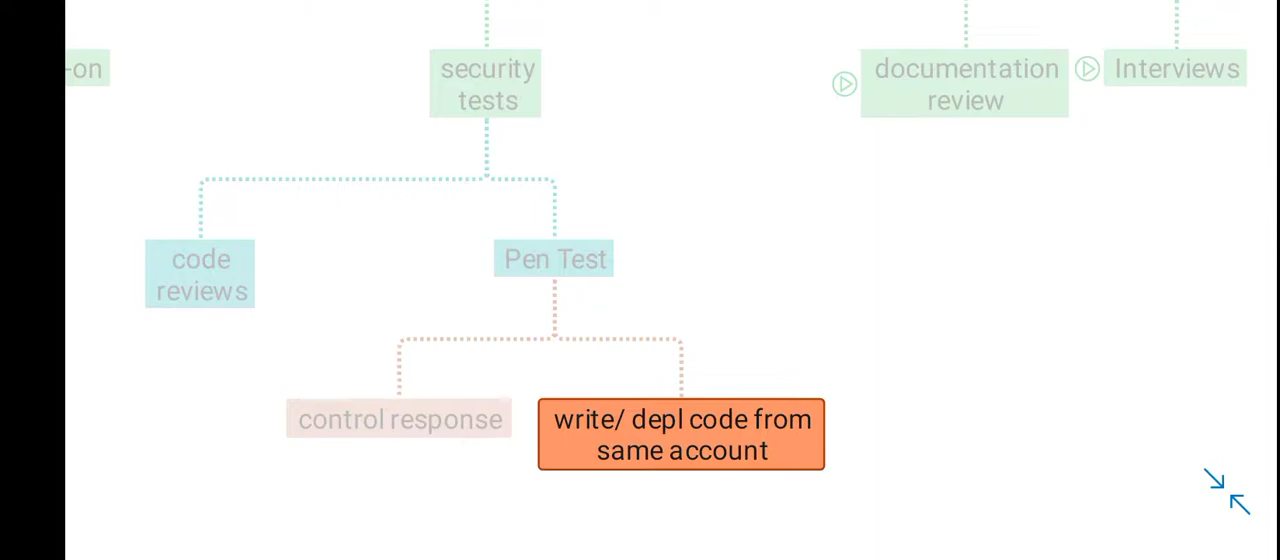 -on
security
tests
documentation
review
Interviews
code
reviews
Pen Test
control response
write/ depl code from
same account